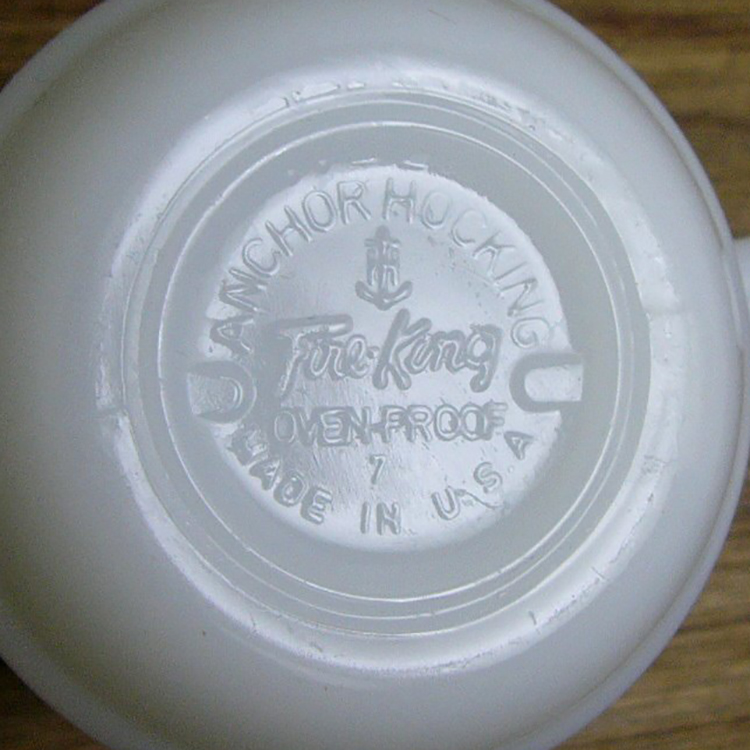 ANCHOR HOCKING
Fire-King
OVEN-PROOF
7
MADE IN U.S.A